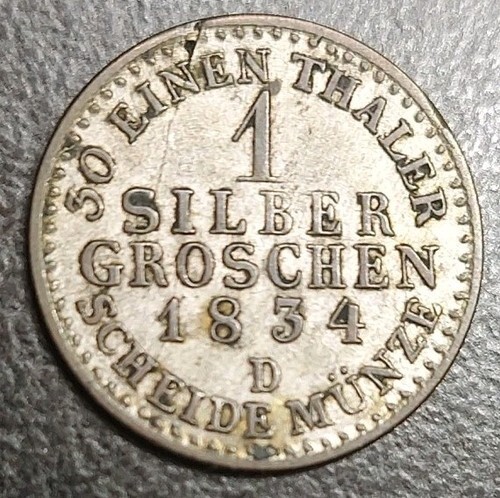 30 EINEN THALER
1
SILBER
GROSCHEN
1834
D
SCHEIDE MÜNZE